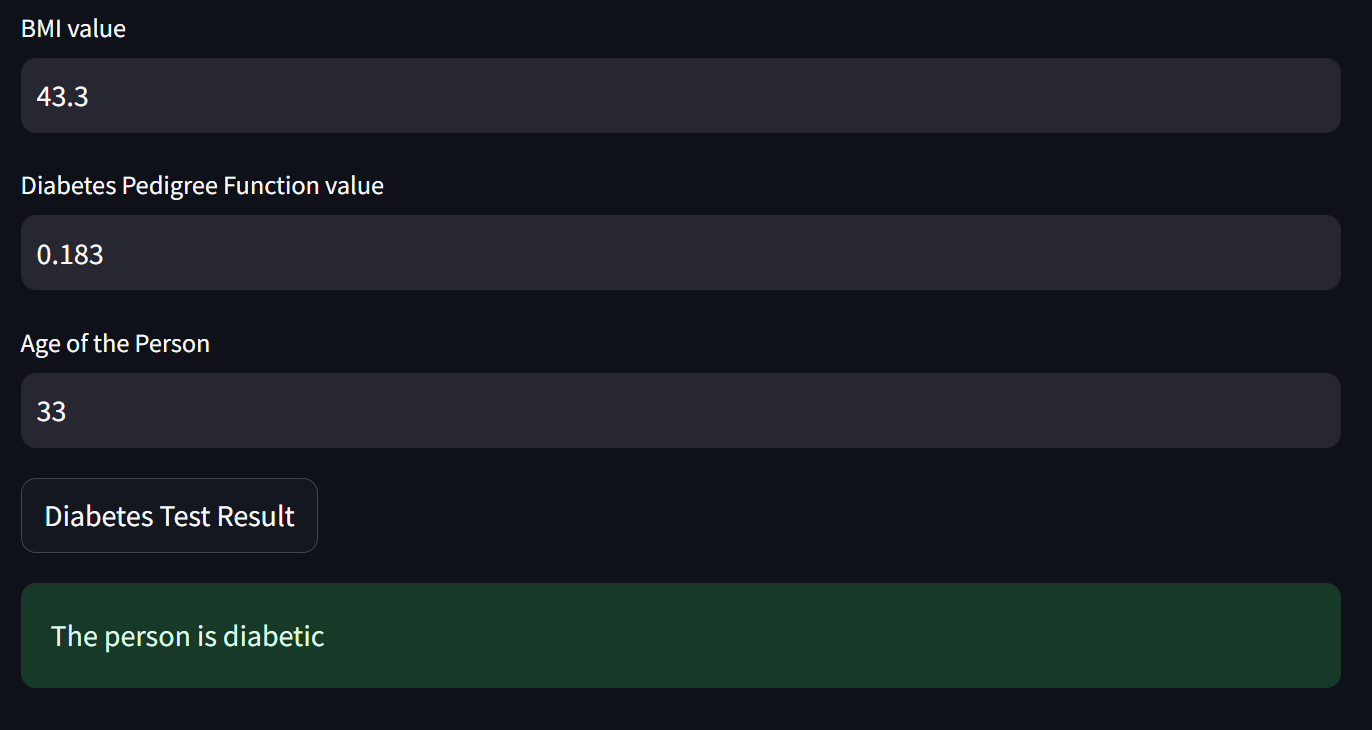 BMI value
43.3
Diabetes Pedigree Function value
0.183
Age of the Person
33
Diabetes Test Result
The person is diabetic